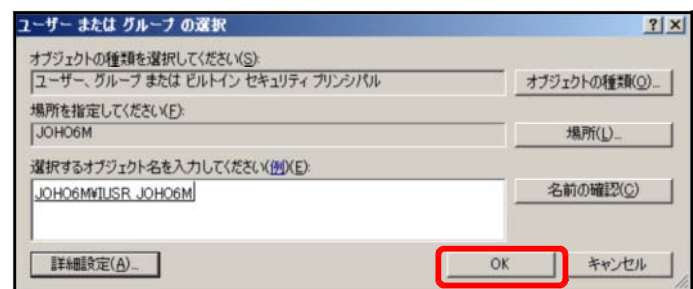 ユーザー または グループ の選択
オブジェクトの種類を選択してください(S):
ユーザー、グループ または ビルトイン セキュリティ プリンシパル
オブジェクトの種類(O)...
場所を指定してください(F):
JOHO6M
場所(L)...
選択するオブジェクト名を入力してください(例)(E):
JOHO6M¥IUSR_JOHO6M
名前の確認(C)
詳細設定(A)...
OK
キャンセル